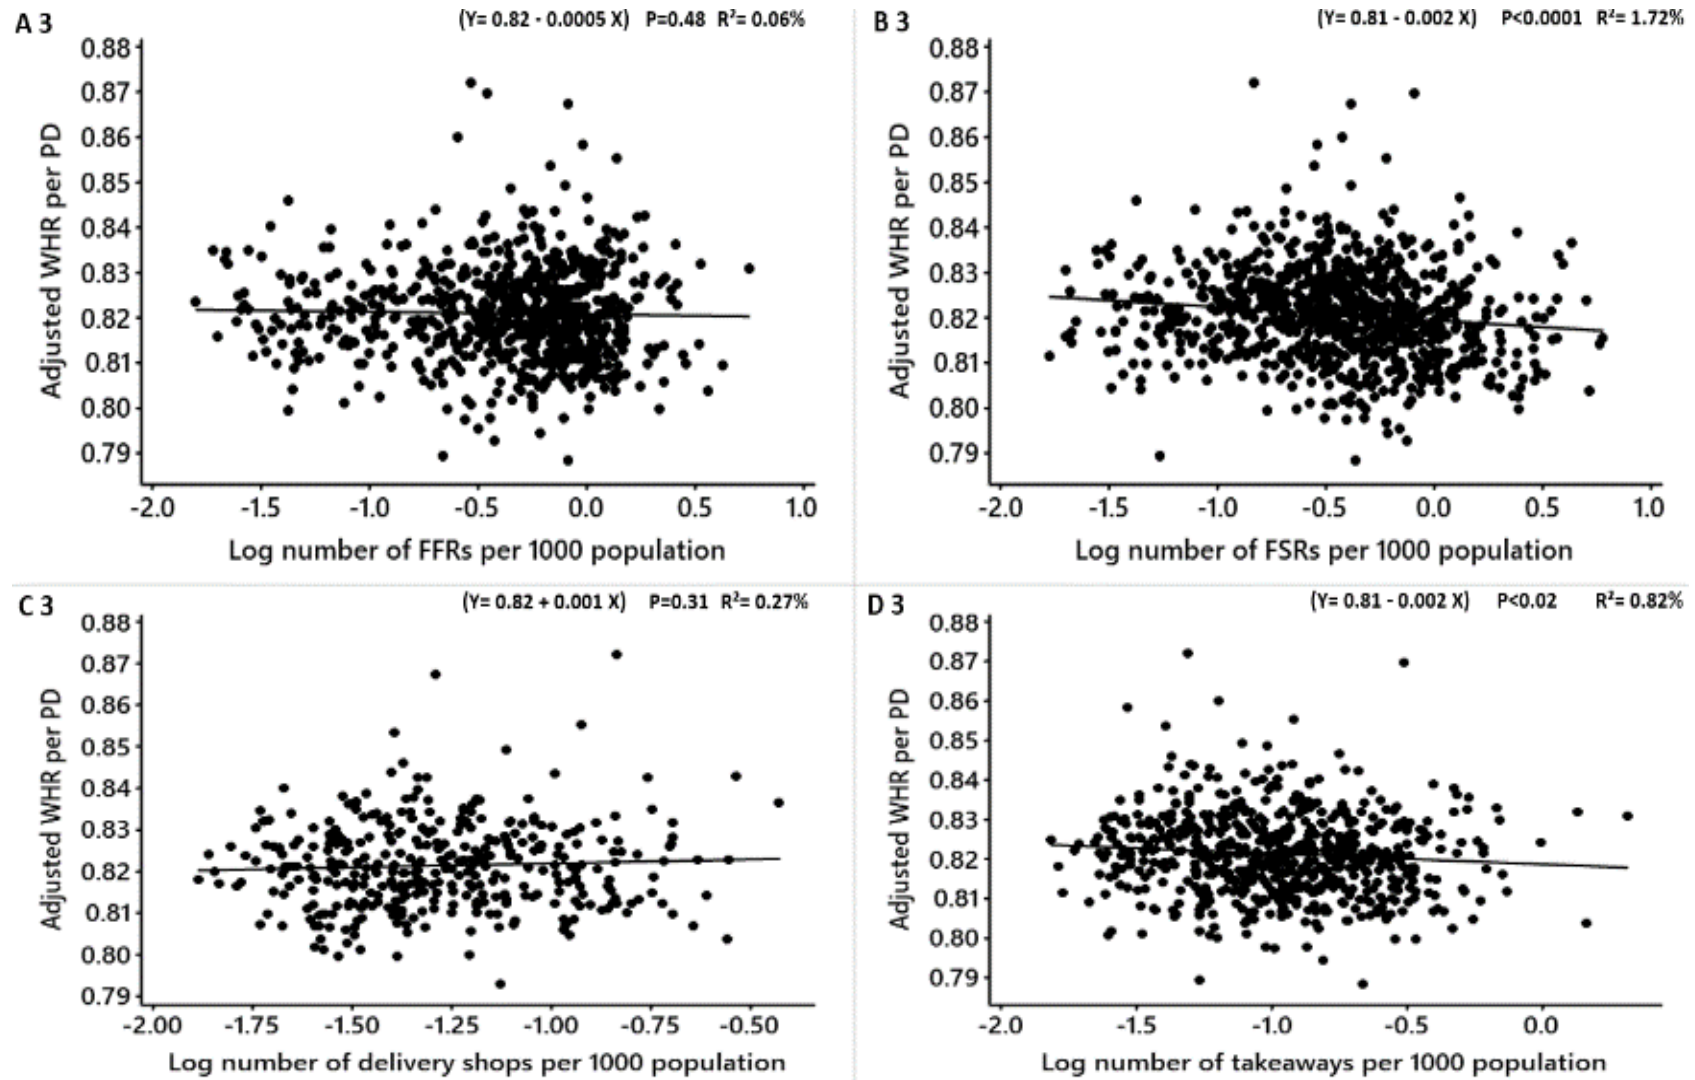 A 3
(Y= 0.82 - 0.0005 X) P=0.48 R²= 0.06%
0.88
0.87
0.86
0.85
0.84
0.83
0.82
0.81
0.80
0.79
Adjusted WHR per PD
-2.0 -1.5 -1.0 -0.5 0.0 0.5 1.0
Log number of FFRs per 1000 population
B 3
(Y= 0.81 - 0.002 X) P<0.0001 R²= 1.72%
0.88
0.87
0.86
0.85
0.84
0.83
0.82
0.81
0.80
0.79
Adjusted WHR per PD
-2.0 -1.5 -1.0 -0.5 0.0 0.5 1.0
Log number of FSRs per 1000 population
C 3
(Y= 0.82 + 0.001 X) P=0.31 R²= 0.27%
0.88
0.87
0.86
0.85
0.84
0.83
0.82
0.81
0.80
0.79
Adjusted WHR per PD
-2.00 -1.75 -1.50 -1.25 -1.00 -0.75 -0.50
Log number of delivery shops per 1000 population
D 3
(Y= 0.81 - 0.002 X) P<0.02 R²= 0.82%
0.88
0.87
0.86
0.85
0.84
0.83
0.82
0.81
0.80
0.79
Adjusted WHR per PD
-2.0 -1.5 -1.0 -0.5 0.0
Log number of takeaways per 1000 population